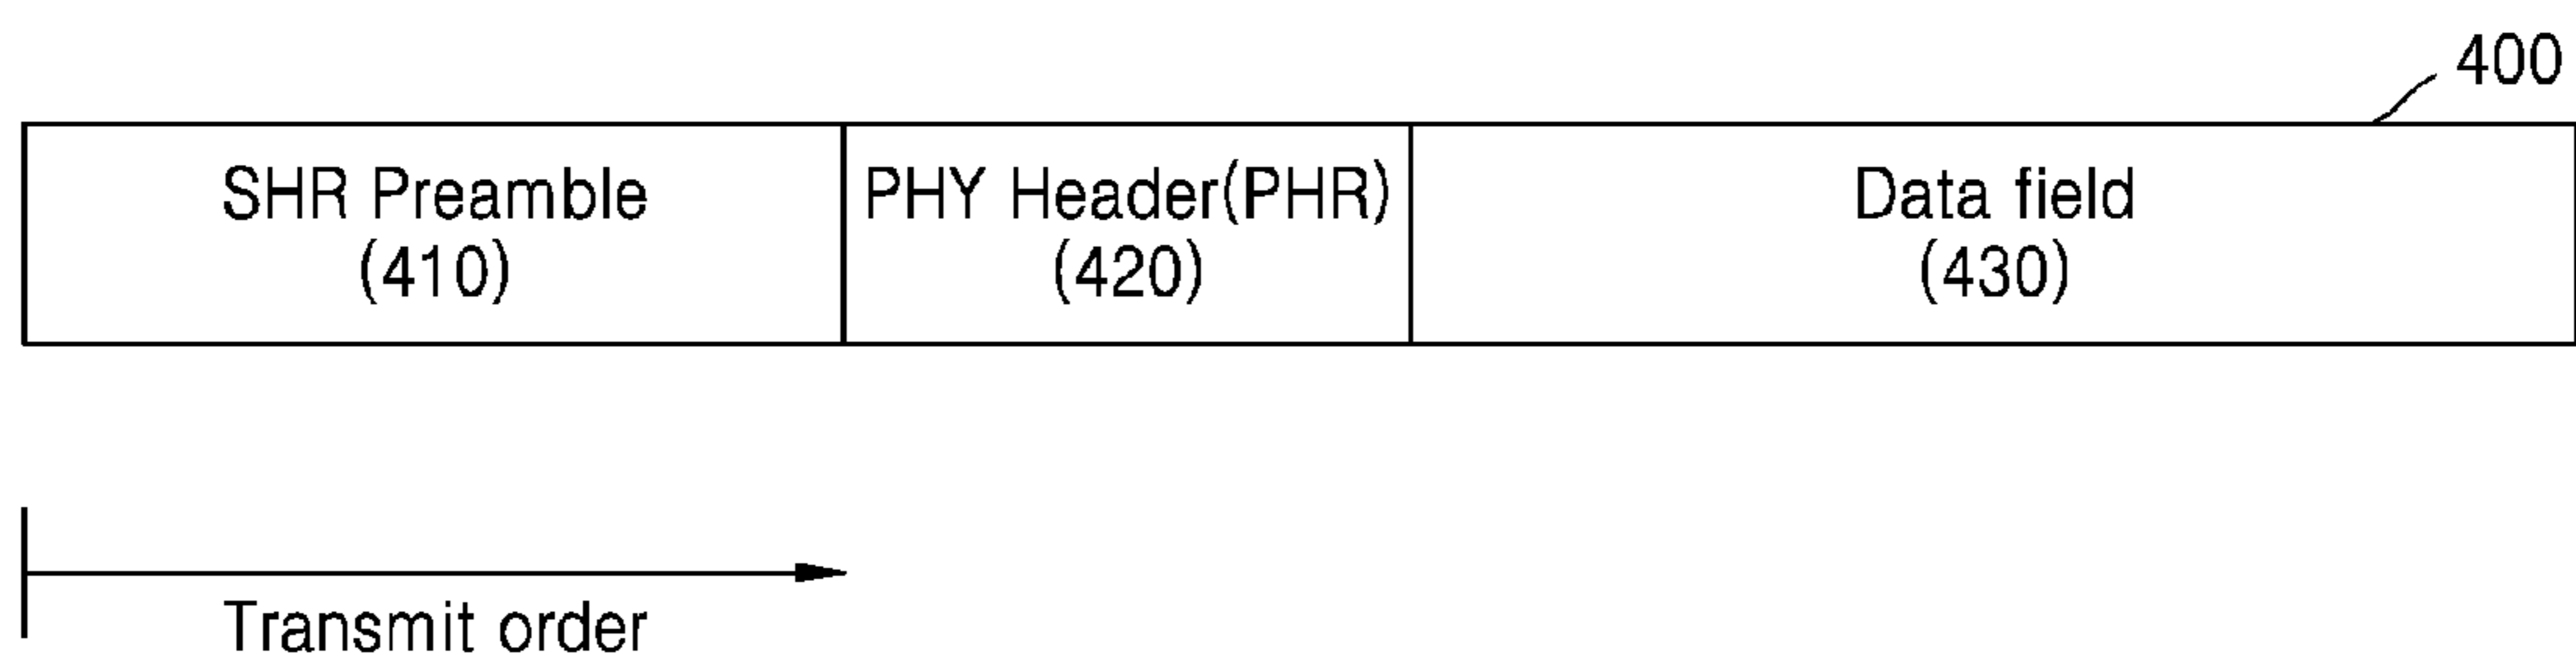 400
SHR Preamble
(410)
PHY Header(PHR)
(420)
Data field
(430)
Transmit order